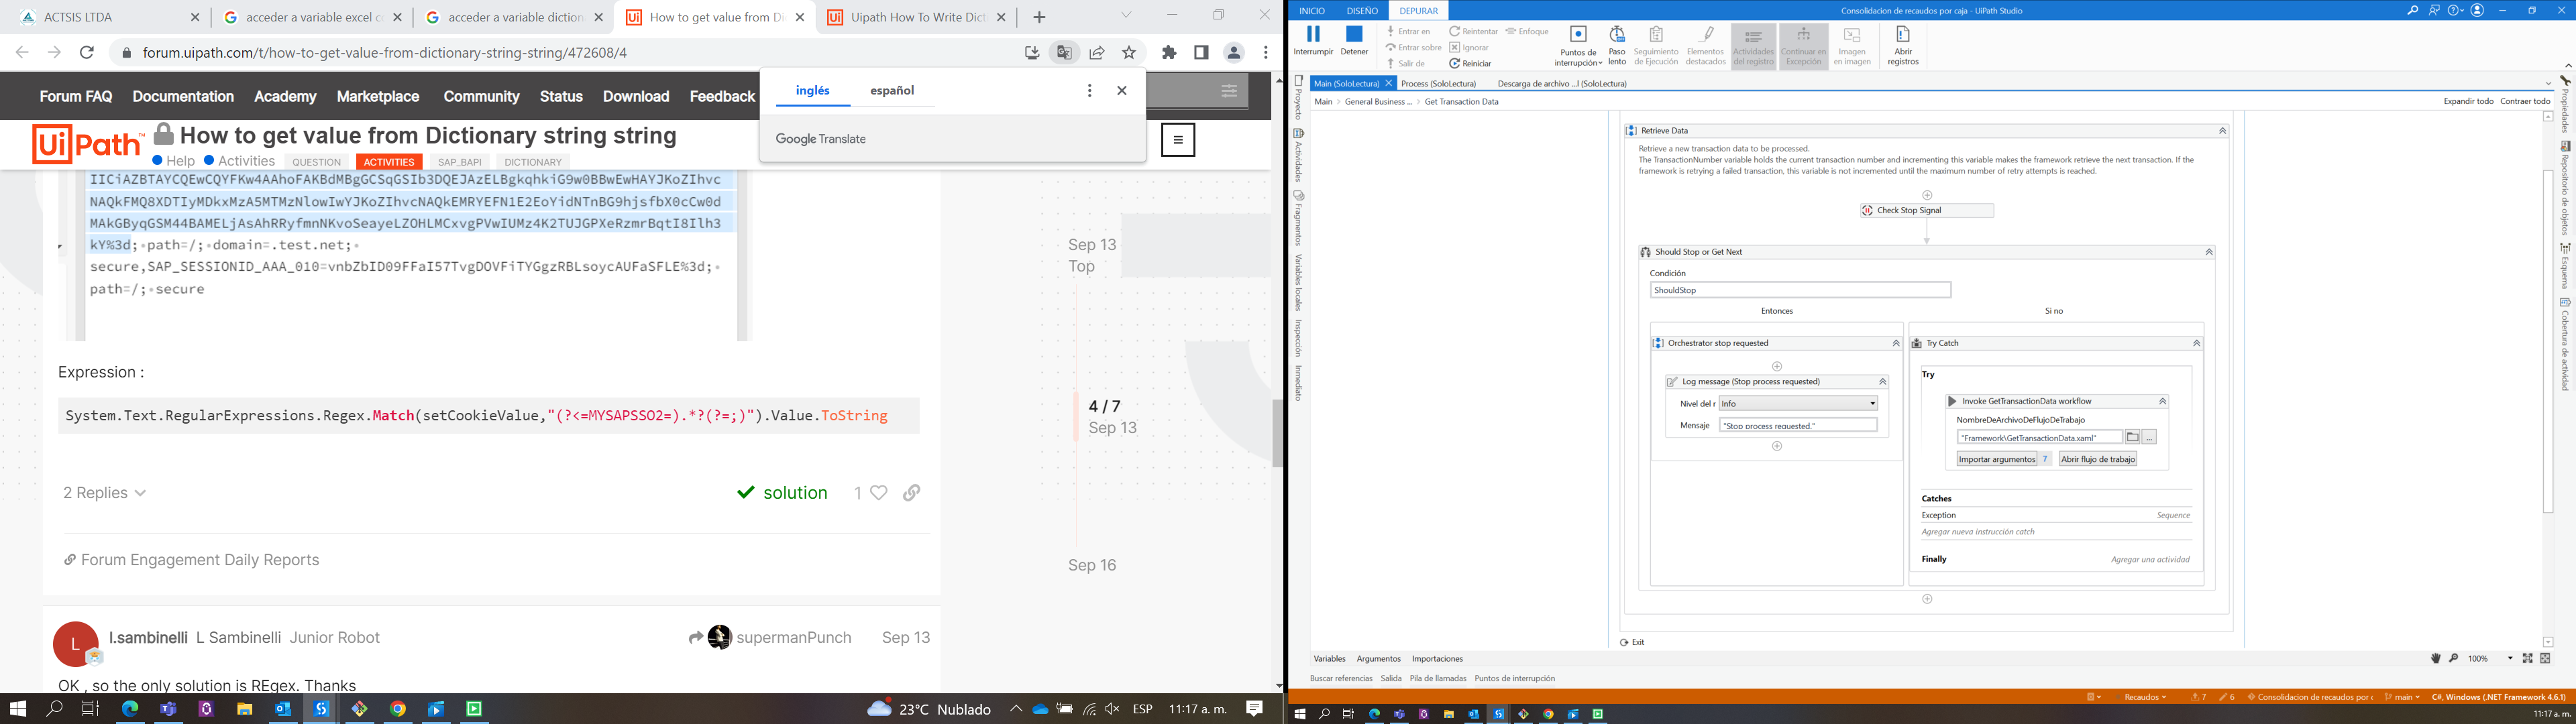 ACTSIS LTDA
acceder a variable excel c
acceder a variable diction
How to get value from Di
Uipath How To Write Dict
forum.uipath.com/t/how-to-get-value-from-dictionary-string-string/472608/4
Forum FAQ Documentation Academy Marketplace Community Status Download Feedback
inglés español
Google Translate
UiPath How to get value from Dictionary string string
Help Activities QUESTION ACTIVITIES SAP_BAPI DICTIONARY
IICiAZBTAYCQEwCQYFKw4AAhoFAKBdMBgGCSqGSIb3DQEJAzELBgkqhkiG9w0BBwEwHAYJKoZIhvc
NAQkFMQ8XDTIyMDkxMzA5MTMzNlowIwYJKoZIhvcNAQkEMRYEFN1E2EoYidNTnBG9hjsfbX0cCw0d
MAkGByqGSM44BAMELjAsAhRRyfmnNKvoSeayeLZOHLMCxvgPVwIUMz4K2TUJGPXeRzmrBqtI8Ilh3
kY%3d; path=/; domain=.test.net;
secure,SAP_SESSIONID_AAA_010=vnbZbID09FFaI57TvgDOVFiTYGgzRBLsoycAUFaSFLE%3d;
path=/; secure
Expression :
System.Text.RegularExpressions.Regex.Match(setCookieValue,"(?<=MYSAPSSO2=).*?(?=;)").Value.ToString
2 Replies
solution 1
Forum Engagement Daily Reports
L
l.sambinelli L Sambinelli Junior Robot
supermanPunch Sep 13
OK , so the only solution is REgex. Thanks
Sep 13
Top
4 / 7
Sep 13
Sep 16
23°C Nublado
ESP
11:17 a. m.
INICIO DISEÑO DEPURAR
Consolidacion de recaudos por caja - UiPath Studio
Interrumpir
Detener
Entrar en
Entrar sobre
Salir de
Reintentar
Ignorar
Reiniciar
Enfoque
Puntos de interrupción
Paso lento
Seguimiento de Ejecución
Elementos destacados
Actividades del registro
Continuar en Excepción
Imagen en imagen
Abrir registros
Main (SoloLectura)
Process (SoloLectura)
Descarga de archivo ...l (SoloLectura)
Main > General Business ... > Get Transaction Data
Expandir todo Contraer todo
Proyecto
Actividades
Fragmentos
Variables locales
Inspección
Inmediato
Retrieve Data
Retrieve a new transaction data to be processed.
The TransactionNumber variable holds the current transaction number and incrementing this variable makes the framework retrieve the next transaction. If the
framework is retrying a failed transaction, this variable is not incremented until the maximum number of retry attempts is reached.
Check Stop Signal
Should Stop or Get Next
Condición
ShouldStop
Entonces
Si no
Orchestrator stop requested
Log message (Stop process requested)
Nivel del r Info
Mensaje "Stop process requested."
Try Catch
Try
Invoke GetTransactionData workflow
NombreDeArchivoDeFlujoDeTrabajo
"Framework\GetTransactionData.xaml"
...
Importar argumentos 7 Abrir flujo de trabajo
Catches
Exception Sequence
Agregar nueva instrucción catch
Finally Agregar una actividad
Exit
Propiedades
Repositorio de objetos
Esquema
Cobertura de actividad
Variables Argumentos Importaciones
100%
Buscar referencias Salida Pila de llamadas Puntos de interrupción
Recaudos
7
6
Consolidacion de recaudos por c
main
C#, Windows (.NET Framework 4.6.1)
11:17 a. m.